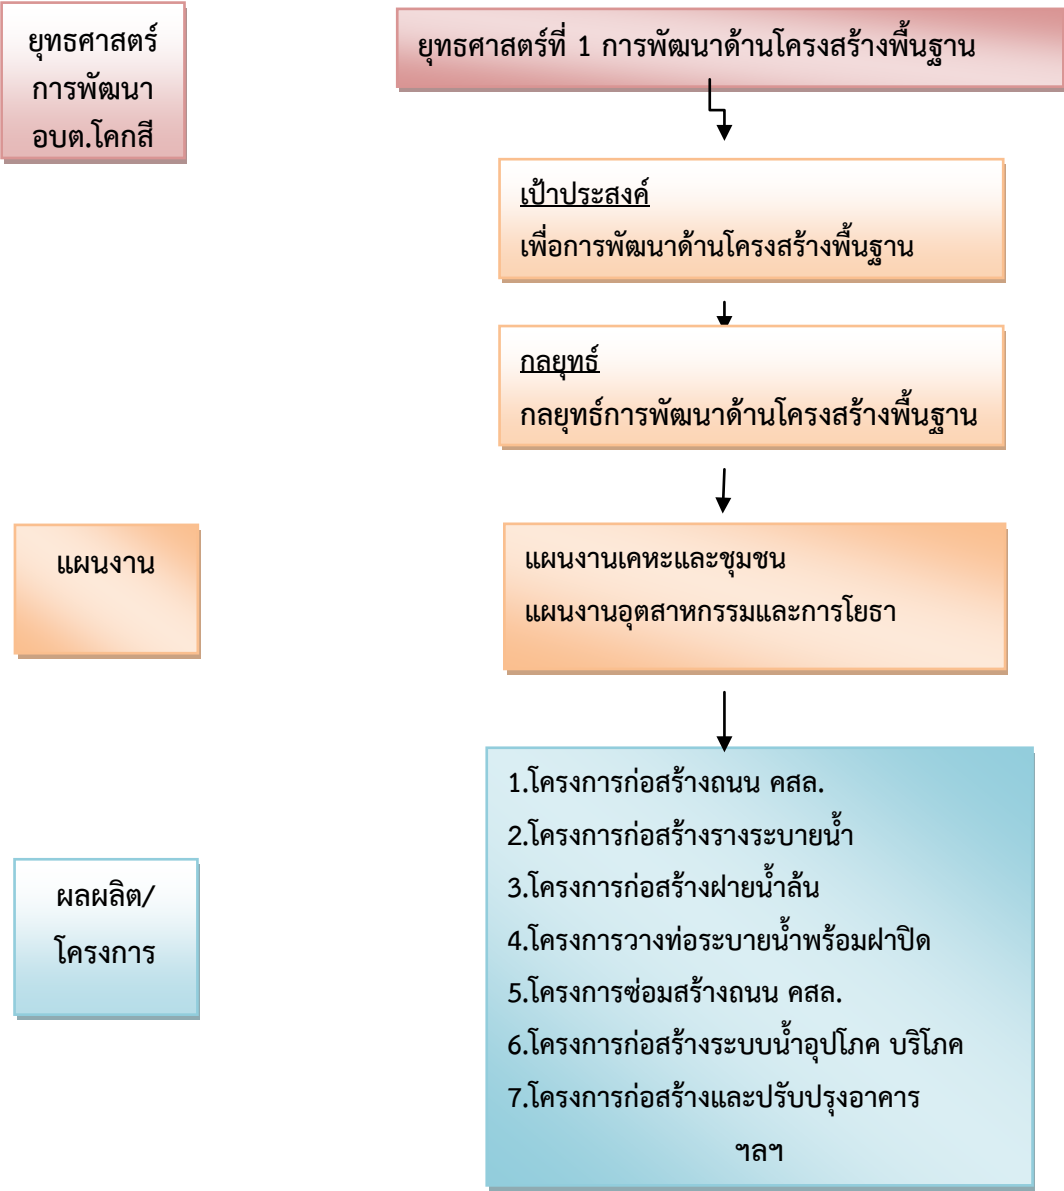 ยุทธศาสตร์
การพัฒนา
อบต.โคกสี
ยุทธศาสตร์ที่ 1 การพัฒนาด้านโครงสร้างพื้นฐาน
เป้าประสงค์
เพื่อการพัฒนาด้านโครงสร้างพื้นฐาน
กลยุทธ์
กลยุทธ์การพัฒนาด้านโครงสร้างพื้นฐาน
แผนงาน
แผนงานเคหะและชุมชน
แผนงานอุตสาหกรรมและการโยธา
ผลผลิต/
โครงการ
1.โครงการก่อสร้างถนน คสล.
2.โครงการก่อสร้างรางระบายน้ำ
3.โครงการก่อสร้างฝายน้ำล้น
4.โครงการวางท่อระบายน้ำพร้อมฝาปิด
5.โครงการซ่อมสร้างถนน คสล.
6.โครงการก่อสร้างระบบน้ำอุปโภค บริโภค
7.โครงการก่อสร้างและปรับปรุงอาคาร
ฯลฯ